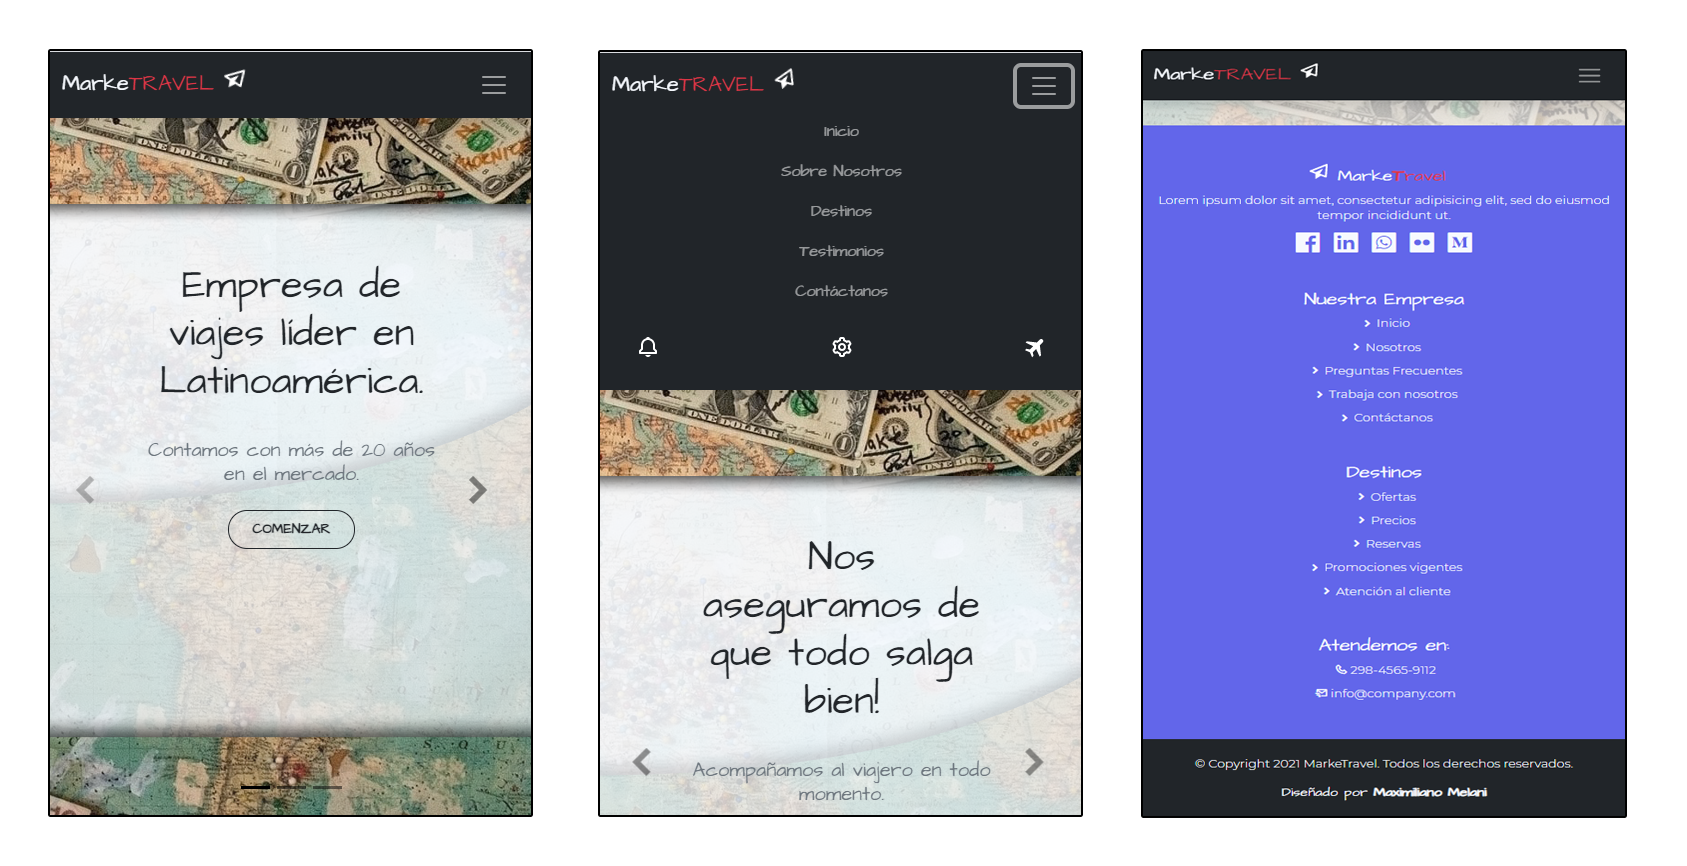 MarkeTRAVEL
ONE DOLLAR
Empresa de
viajes líder en
Latinoamérica.
Contamos con más de 20 años
en el mercado.
COMENZAR
MarkeTRAVEL
Inicio
Sobre Nosotros
Destinos
Testimonios
Contáctanos
ONE DOLLAR
Nos
aseguramos de
que todo salga
bien!
Acompañamos al viajero en todo
momento.
MarkeTRAVEL
MarkeTravel
Lorem ipsum dolor sit amet, consectetur adipisicing elit, sed do eiusmod
tempor incididunt ut.
Nuestra Empresa
Inicio
Nosotros
Preguntas Frecuentes
Trabaja con nosotros
Contáctanos
Destinos
Ofertas
Precios
Reservas
Promociones vigentes
Atención al cliente
Atendemos en:
298-4565-9112
info@company.com
© Copyright 2021 MarkeTravel. Todos los derechos reservados.
Diseñado por Maximiliano Melani